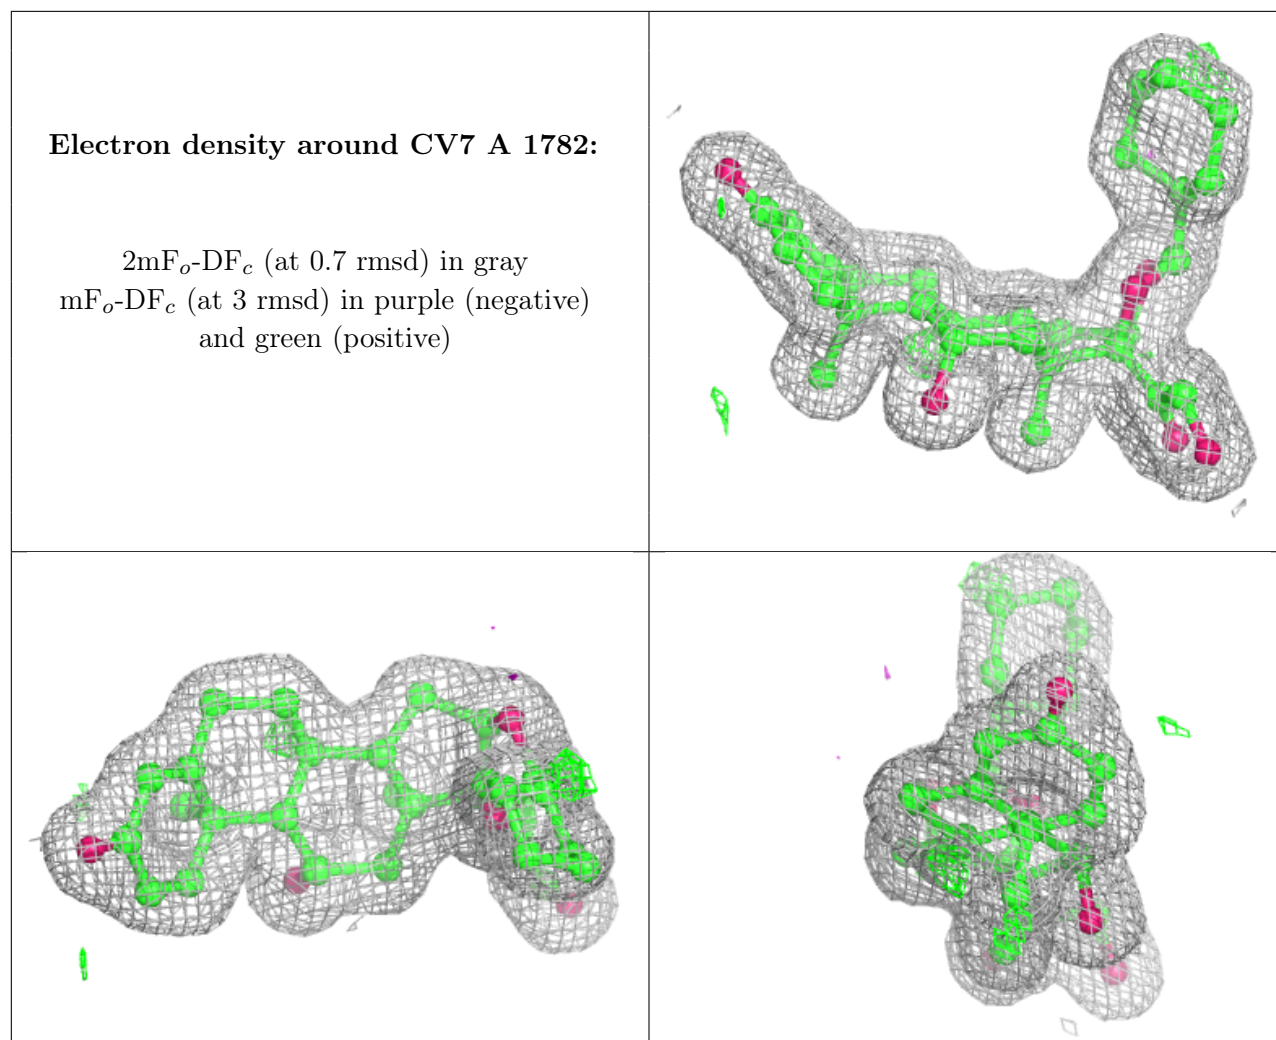 Electron density around CV7 A 1782:
2mFo-DFc (at 0.7 rmsd) in gray
mFo-DFc (at 3 rmsd) in purple (negative)
and green (positive)